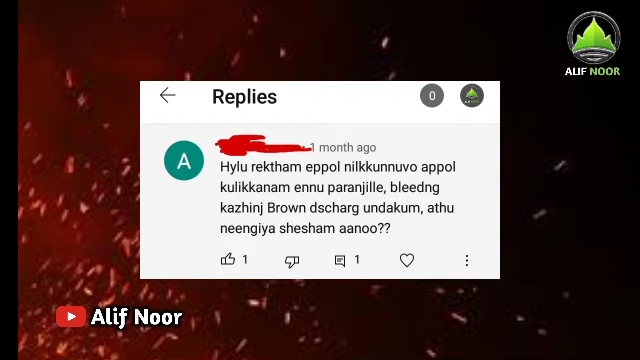 ALIF NOOR
Replies
0
A
1 month ago
Hylu rektham eppol nilkkunnuvo appol
kulikkanam ennu paranjille, bleedng
kazhinj Brown dscharg undakum, athu
neengiya shesham aanoo??
1
1
Alif Noor